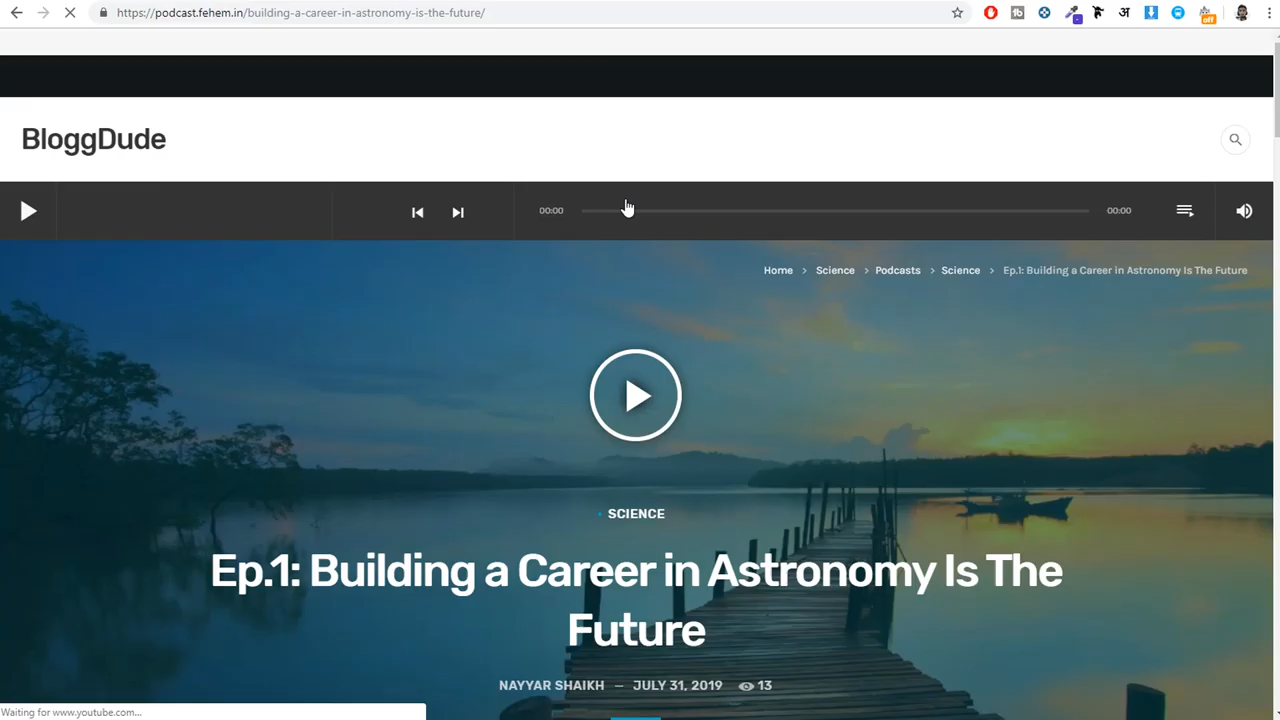 https://podcast.fehem.in/building-a-career-in-astronomy-is-the-future/
अ
off
BloggDude
00:00
00:00
Home > Science > Podcasts > Science > Ep.1: Building a Career in Astronomy Is The Future
• SCIENCE
Ep.1: Building a Career in Astronomy Is The
Future
NAYYAR SHAIKH — JULY 31, 2019 13
Waiting for www.youtube.com...